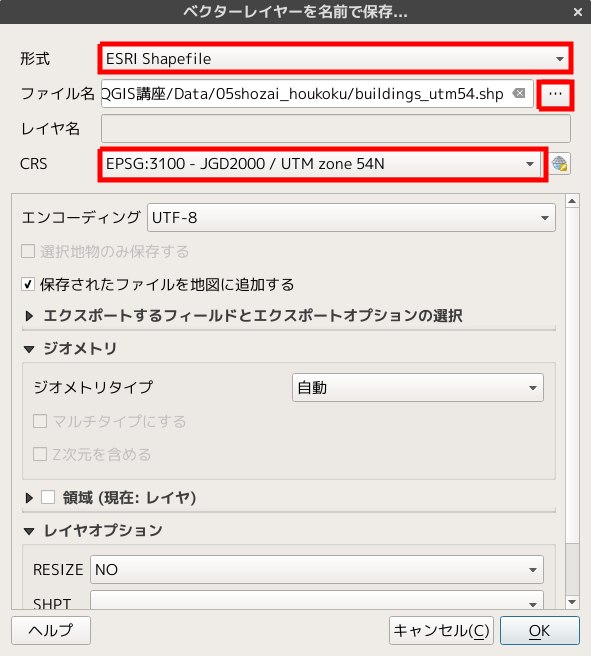 ベクターレイヤーを名前で保存...
形式 ESRI Shapefile
ファイル名 QGIS講座/Data/05shozai_houkoku/buildings_utm54.shp ...
レイヤ名
CRS EPSG:3100 - JGD2000 / UTM zone 54N
エンコーディング UTF-8
選択地物のみ保存する
保存されたファイルを地図に追加する
エクスポートするフィールドとエクスポートオプションの選択
ジオメトリ
ジオメトリタイプ 自動
マルチタイプにする
Z次元を含める
領域 (現在: レイヤ)
レイヤオプション
RESIZE NO
SHPT
ヘルプ キャンセル(C) OK